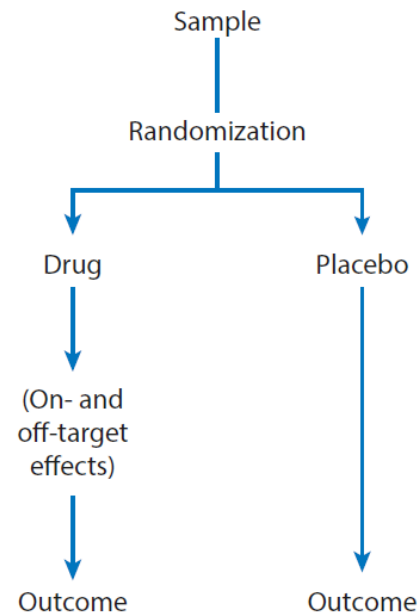 Sample
Randomization
Drug
Placebo
(On- and
off-target
effects)
Outcome
Outcome